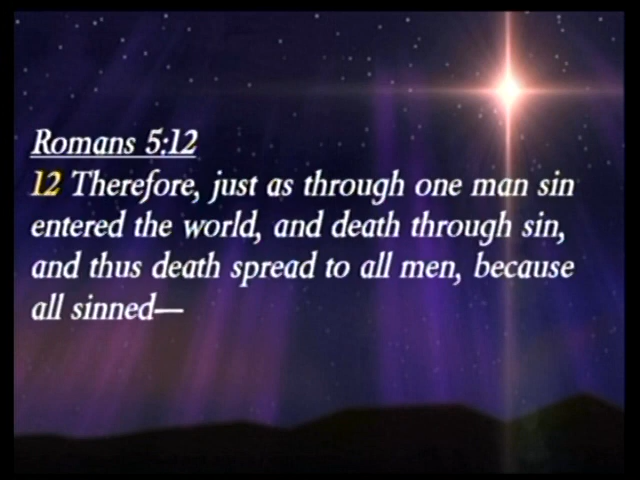 Romans 5:12
12 Therefore, just as through one man sin
entered the world, and death through sin,
and thus death spread to all men, because
all sinned—